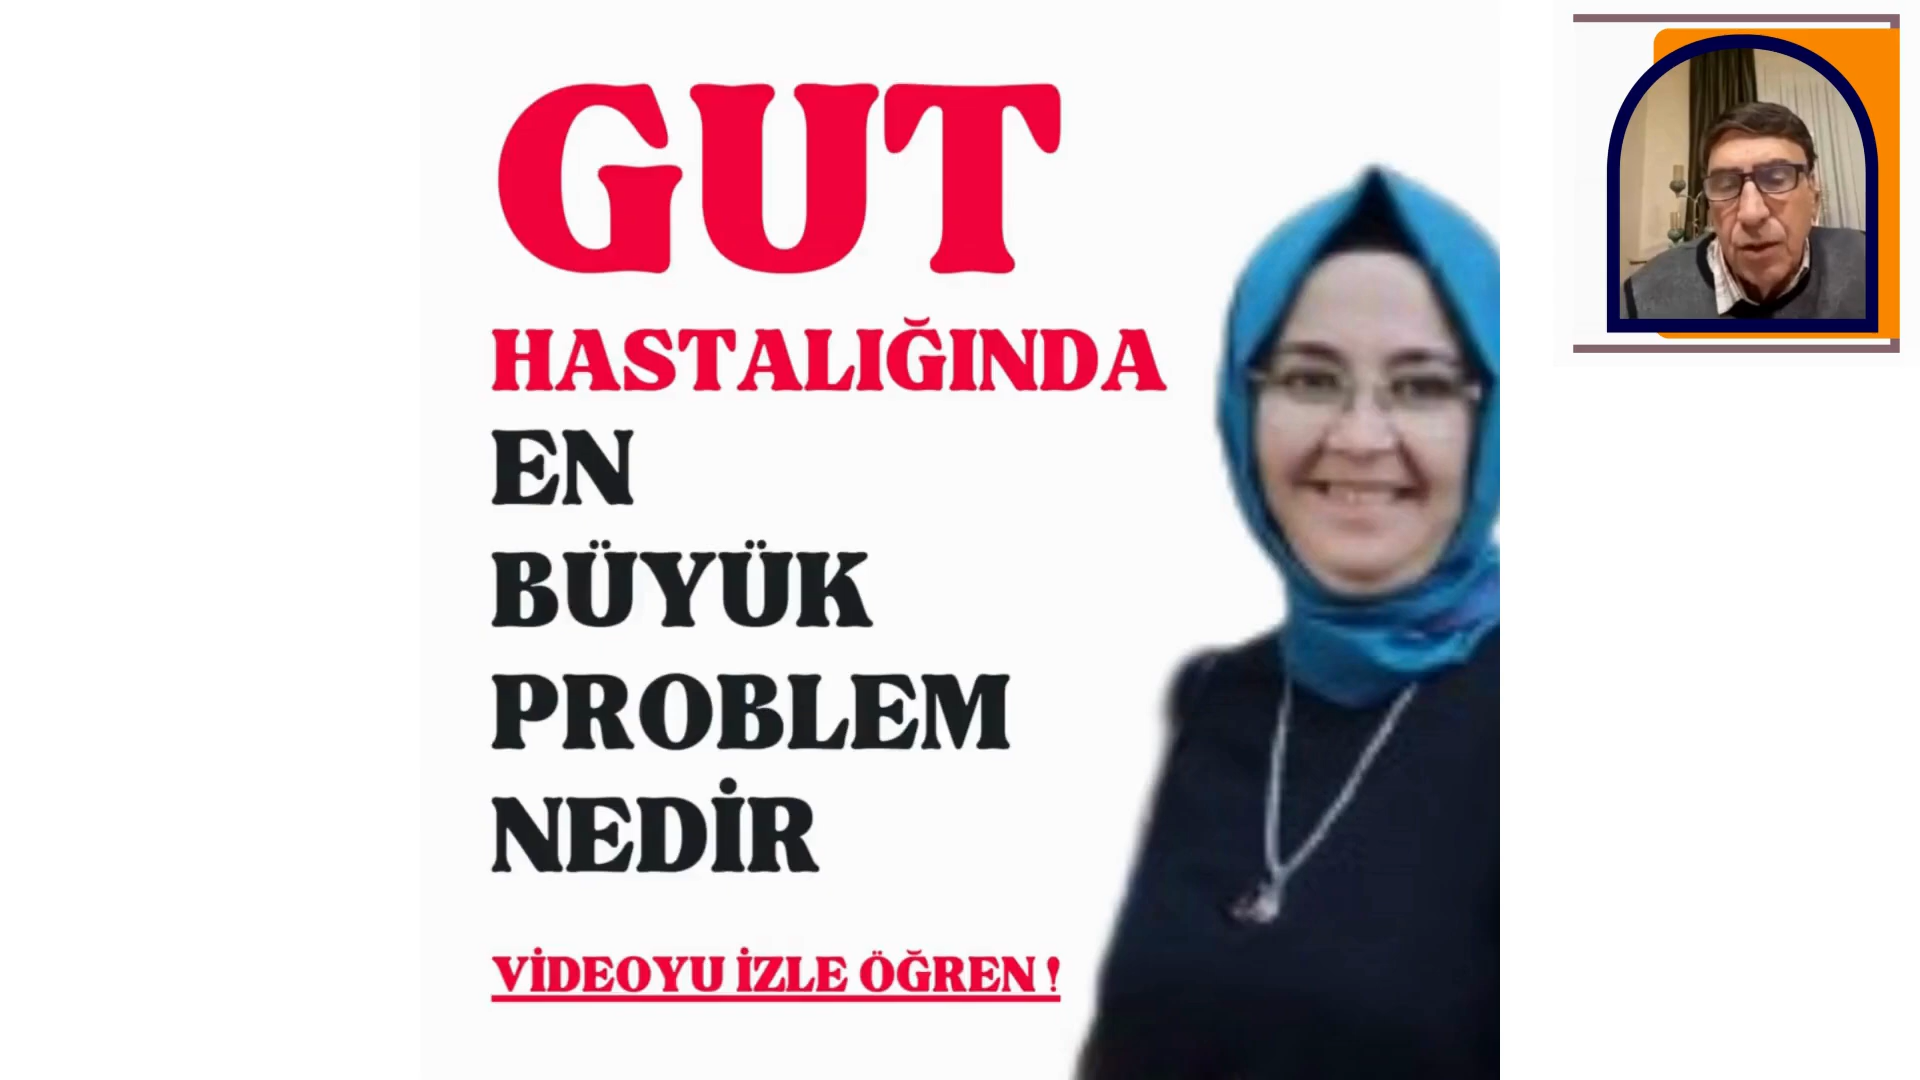 GUT
HASTALIĞINDA
EN
BÜYÜK
PROBLEM
NEDİR
VİDEOYU İZLE ÖĞREN !